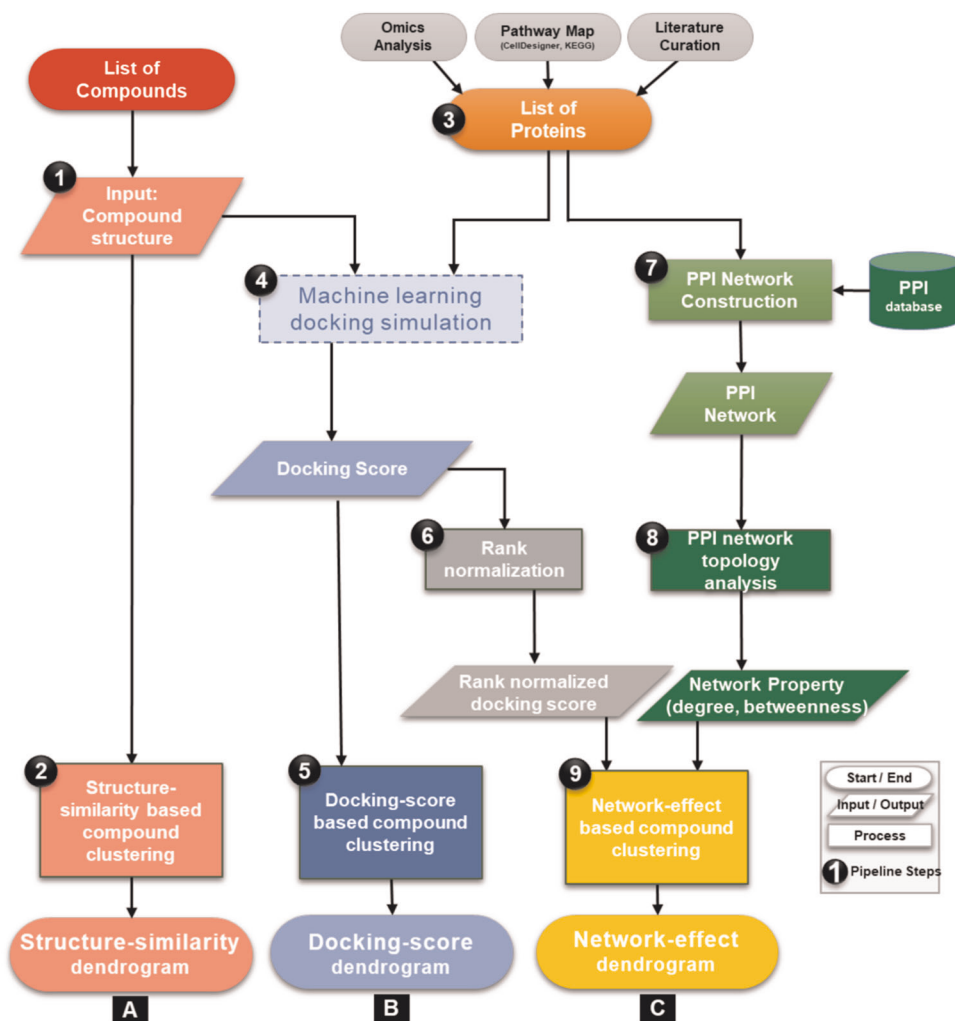 Omics
Analysis
Pathway Map
(CellDesigner, KEGG)
Literature
Curation
List of
Compounds
3
List of
Proteins
1
Input:
Compound
structure
4
Machine learning
docking simulation
7
PPI Network
Construction
PPI
database
PPI
Network
Docking Score
6
Rank
normalization
8
PPI network
topology
analysis
Rank normalized
docking score
Network Property
(degree, betweenness)
2
Structure-
similarity based
compound
clustering
5
Docking-score
based compound
clustering
9
Network-effect
based compound
clustering
Start / End
Input / Output
Process
1 Pipeline Steps
Structure-similarity
dendrogram
Docking-score
dendrogram
Network-effect
dendrogram
A
B
C